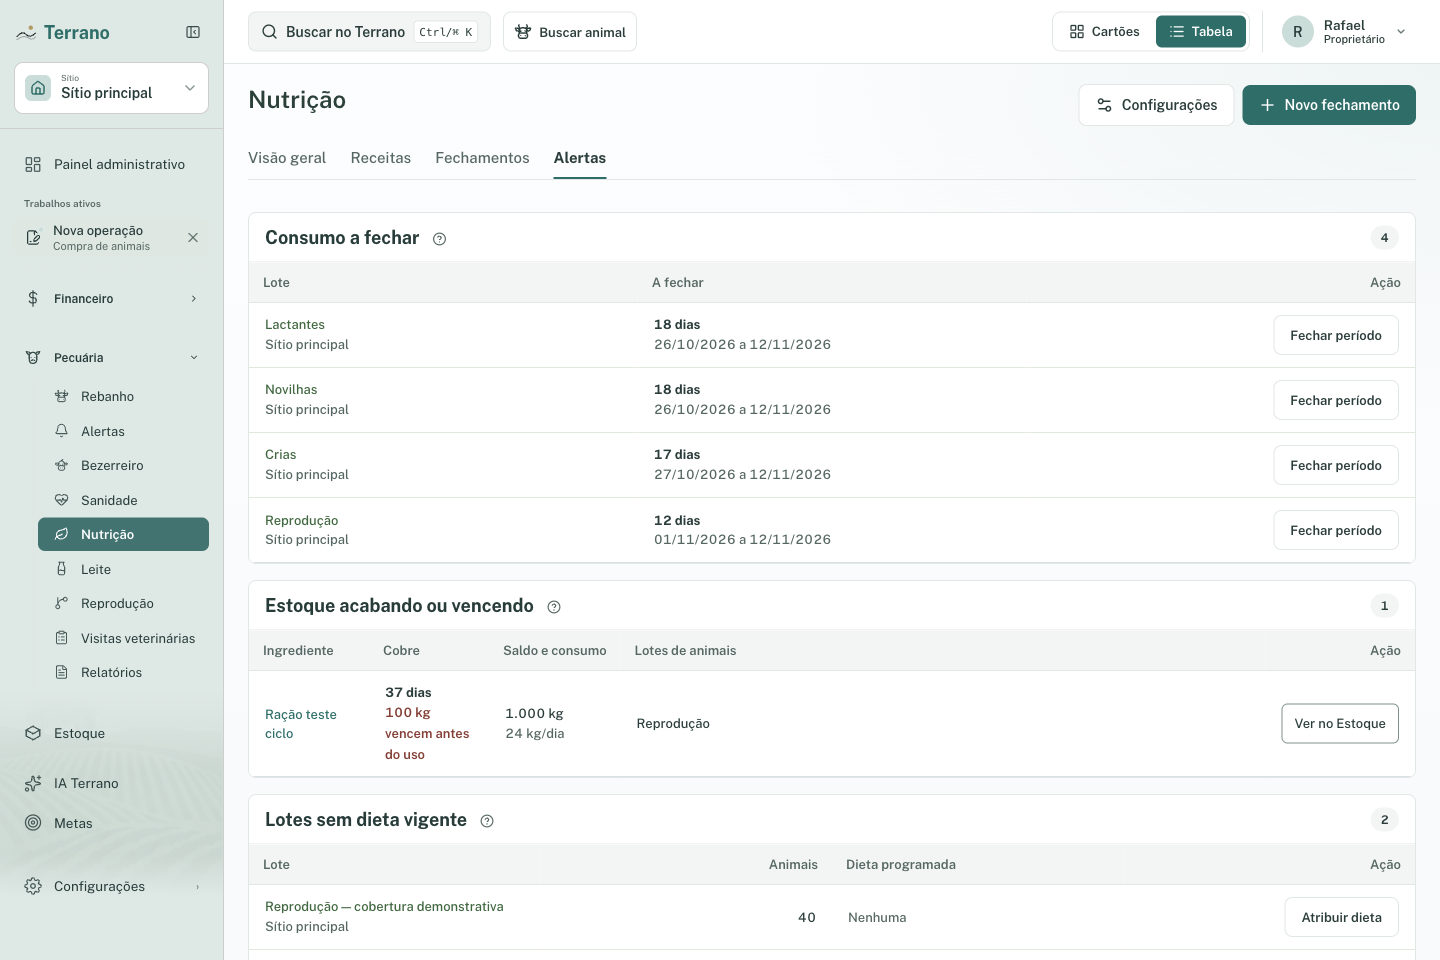 Terrano
Sítio
Sítio principal
Painel administrativo
Trabalhos ativos
Nova operação
Compra de animais
Financeiro
Pecuária
Rebanho
Alertas
Bezerreiro
Sanidade
Nutrição
Leite
Reprodução
Visitas veterinárias
Relatórios
Estoque
IA Terrano
Metas
Configurações
Buscar no Terrano Ctrl/⌘ K
Buscar animal
Cartões
Tabela
R
Rafael
Proprietário
Nutrição
Configurações
Novo fechamento
Visão geral Receitas Fechamentos Alertas
Consumo a fechar 4
Lote A fechar Ação
Lactantes 18 dias
Sítio principal 26/10/2026 a 12/11/2026 Fechar período
Novilhas 18 dias
Sítio principal 26/10/2026 a 12/11/2026 Fechar período
Crias 17 dias
Sítio principal 27/10/2026 a 12/11/2026 Fechar período
Reprodução 12 dias
Sítio principal 01/11/2026 a 12/11/2026 Fechar período
Estoque acabando ou vencendo 1
Ingrediente Cobre Saldo e consumo Lotes de animais Ação
Ração teste
ciclo
37 dias
100 kg
vencem antes
do uso
1.000 kg
24 kg/dia
Reprodução
Ver no Estoque
Lotes sem dieta vigente 2
Lote Animais Dieta programada Ação
Reprodução — cobertura demonstrativa
Sítio principal
40 Nenhuma Atribuir dieta